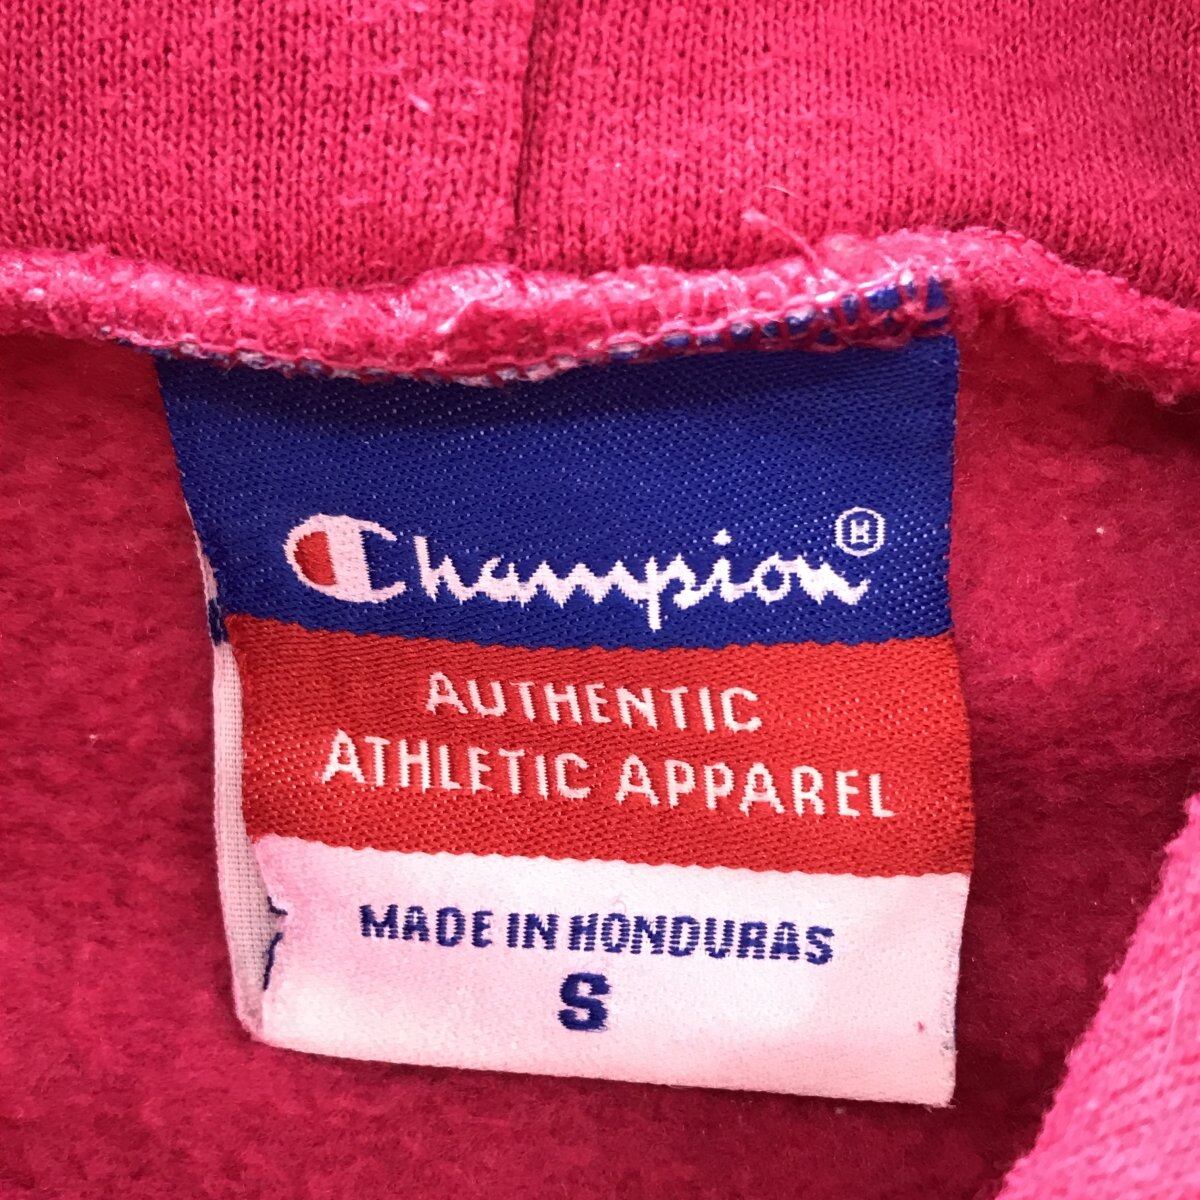 Champion®
AUTHENTIC
ATHLETIC APPAREL
MADE IN HONDURAS
S